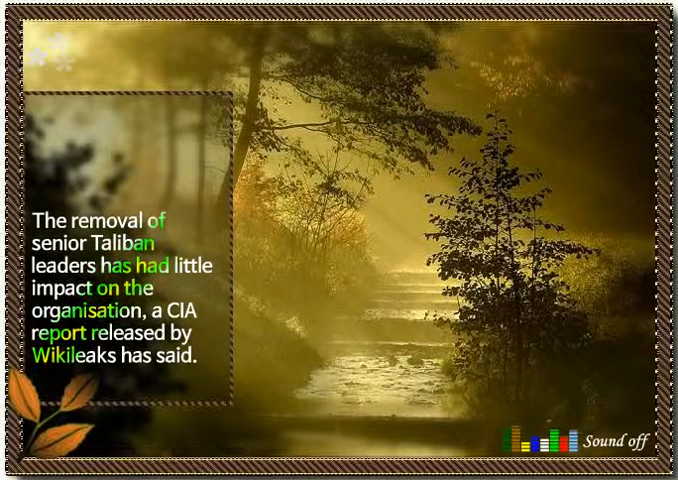 The removal of
senior Taliban
leaders has had little
impact on the
organisation, a CIA
report released by
Wikileaks has said.
Sound off